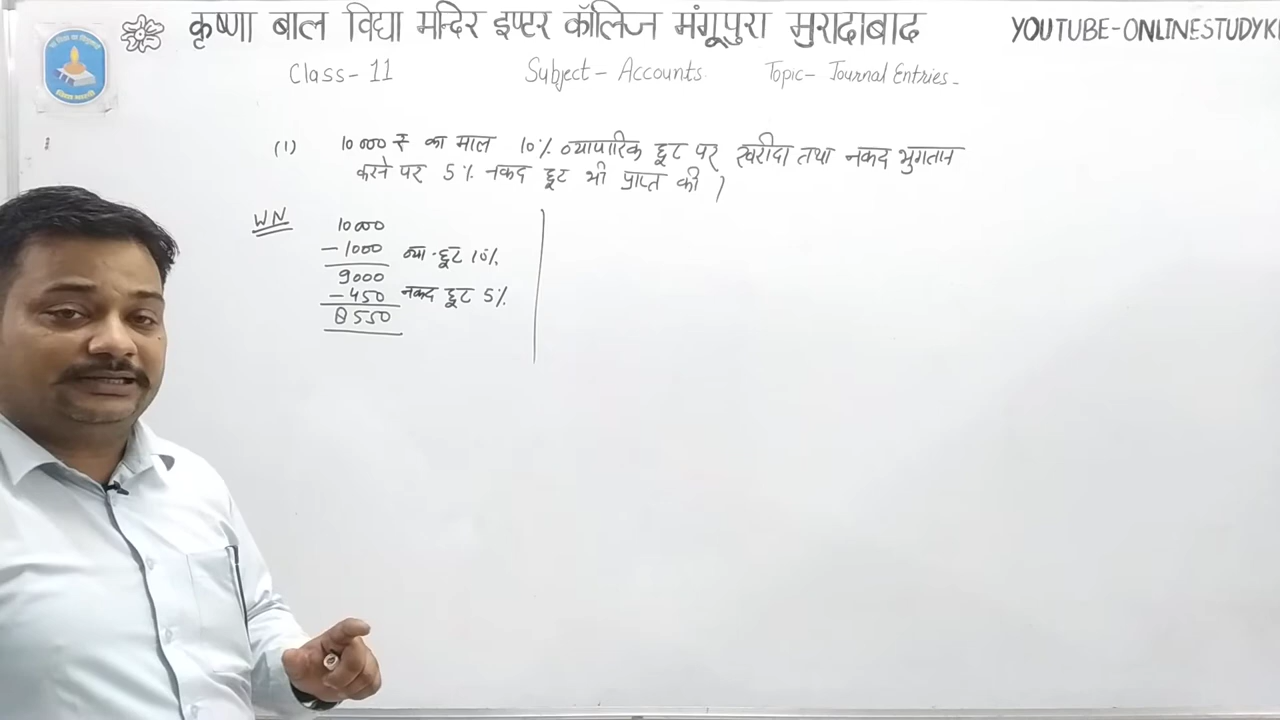 कृष्णा बाल विद्या मन्दिर इण्टर कॉलिज मंगूपुरा मुरादाबाद
YOUTUBE-ONLINESTUDYK
Class-11 Subject-Accounts. Topic-Journal Entries-
(1) 10000 ₹ का माल 10% व्यापारिक छूट पर खरीदा तथा नकद भुगतान
करने पर 5% नकद छूट भी प्राप्त की ।
WN
10000
-1000 व्या. छूट 10%
9000
-450 नकद छूट 5%
8550